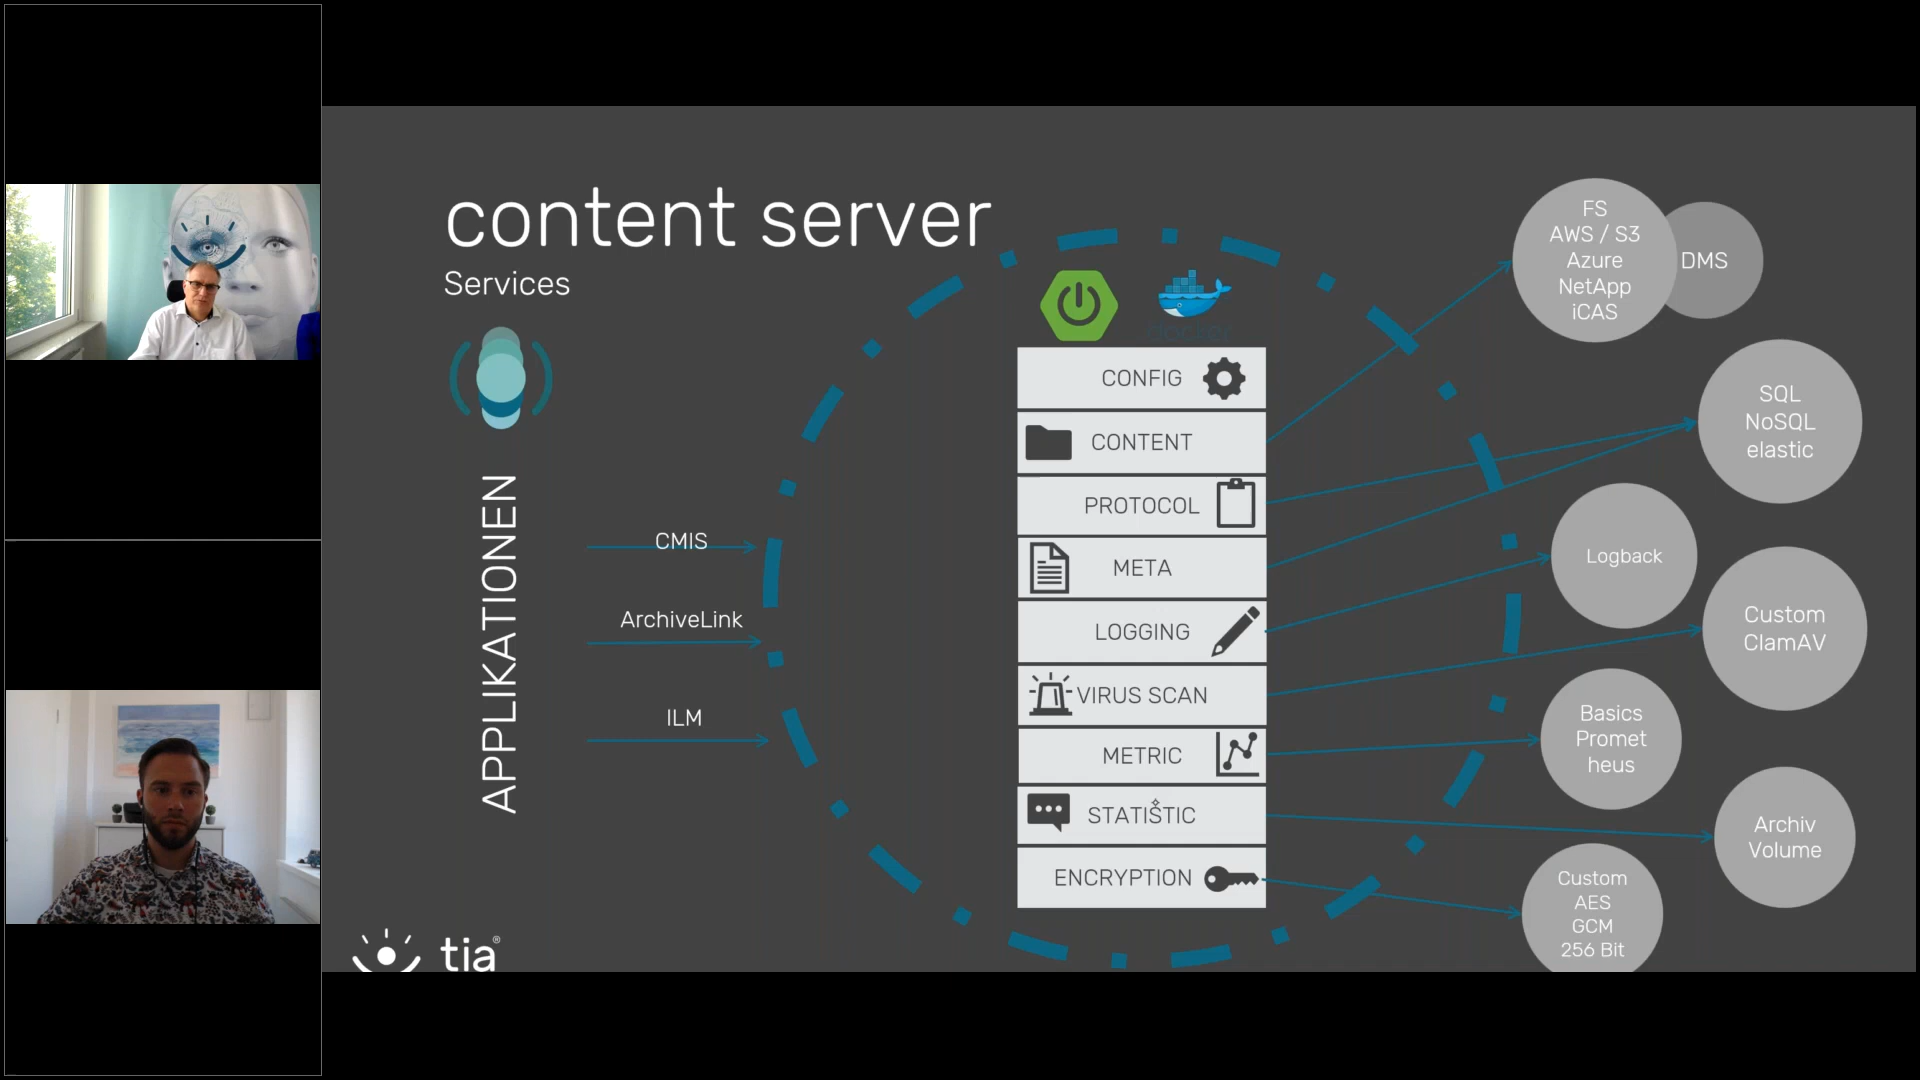 content server
Services
APPLIKATIONEN
CMIS
ArchiveLink
ILM
docker
CONFIG
CONTENT
PROTOCOL
META
LOGGING
VIRUS SCAN
METRIC
STATISTIC
ENCRYPTION
FS
AWS / S3
Azure
NetApp
iCAS
DMS
SQL
NoSQL
elastic
Logback
Custom
ClamAV
Basics
Promet
heus
Archiv
Volume
Custom
AES
GCM
256 Bit
tia®